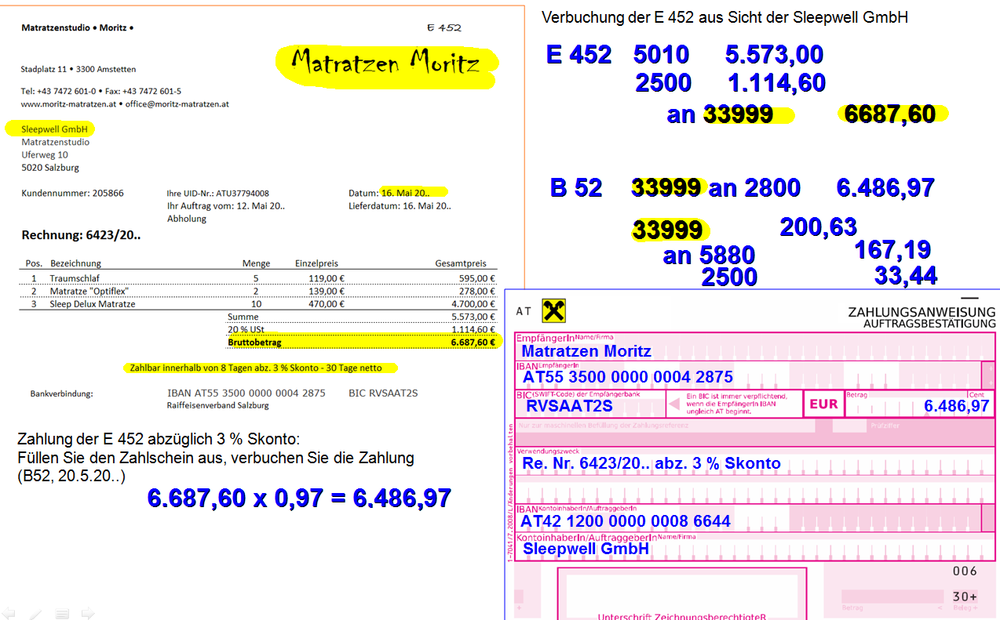 Matratzenstudio • Moritz •
E 452
Matratzen Moritz
Stadplatz 11 • 3300 Amstetten
Tel: +43 7472 601-0 • Fax: +43 7472 601-5
www.moritz-matratzen.at • office@moritz-matratzen.at
Sleepwell GmbH
Matratzenstudio
Uferweg 10
5020 Salzburg
Kundennummer: 205866
Ihre UID-Nr.: ATU37794008
Ihr Auftrag vom: 12. Mai 20..
Abholung
Datum: 16. Mai 20..
Lieferdatum: 16. Mai 20..
Rechnung: 6423/20..
Pos. Bezeichnung Menge Einzelpreis Gesamtpreis
1 Traumschlaf 5 119,00 € 595,00 €
2 Matratze "Optiflex" 2 139,00 € 278,00 €
3 Sleep Delux Matratze 10 470,00 € 4.700,00 €
Summe 5.573,00 €
20 % USt 1.114,60 €
Bruttobetrag 6.687,60 €
Zahlbar innerhalb von 8 Tagen abz. 3 % Skonto - 30 Tage netto
Bankverbindung: IBAN AT55 3500 0000 0004 2875 BIC RVSAAT2S
Raiffeisenverband Salzburg
Zahlung der E 452 abzüglich 3 % Skonto:
Füllen Sie den Zahlschein aus, verbuchen Sie die Zahlung
(B52, 20.5.20..)
6.687,60 x 0,97 = 6.486,97
Verbuchung der E 452 aus Sicht der Sleepwell GmbH
E 452 5010 5.573,00
2500 1.114,60
an 33999 6687,60
B 52 33999 an 2800 6.486,97
33999 200,63
an 5880 167,19
2500 33,44
AT
ZAHLUNGSANWEISUNG
AUFTRAGSBESTÄTIGUNG
EmpfängerIn Name/Firma
Matratzen Moritz
IBAN EmpfängerIn
AT55 3500 0000 0004 2875
BIC (SWIFT-Code) der Empfängerbank
RVSAAT2S
Ein BIC ist immer verpflichtend,
wenn die EmpfängerIn IBAN
ungleich AT beginnt.
EUR
Betrag Cent
6.486,97
Nur zur maschinellen Befüllung der Zahlungsreferenz
Prüfziffer
Verwendungszweck
Re. Nr. 6423/20.. abz. 3 % Skonto
IBAN KontoinhaberIn/AuftraggeberIn
AT42 1200 0000 0008 6644
KontoinhaberIn/AuftraggeberIn Name/Firma
Sleepwell GmbH
1-7041/7.2008/L/Änderungen vorbehalten
006
30+
Betrag < Beleg +
+
Unterschrift ZeichnungsberechtigteR